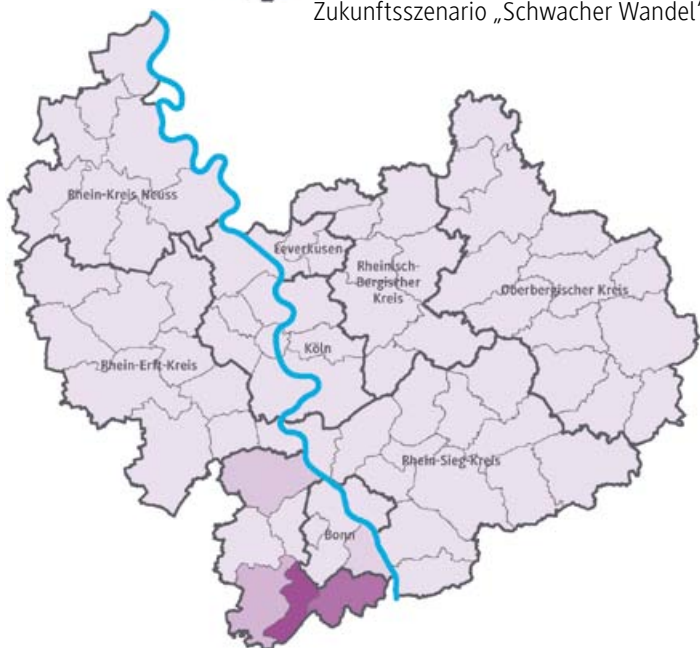 Zukunftsszenario „Schwacher Wandel“
Rhein-Kreis Neuss
Leverkusen
Rheinisch-
Bergischer
Kreis
Oberbergischer Kreis
Köln
Rhein-Erft-Kreis
Rhein-Sieg-Kreis
Bonn